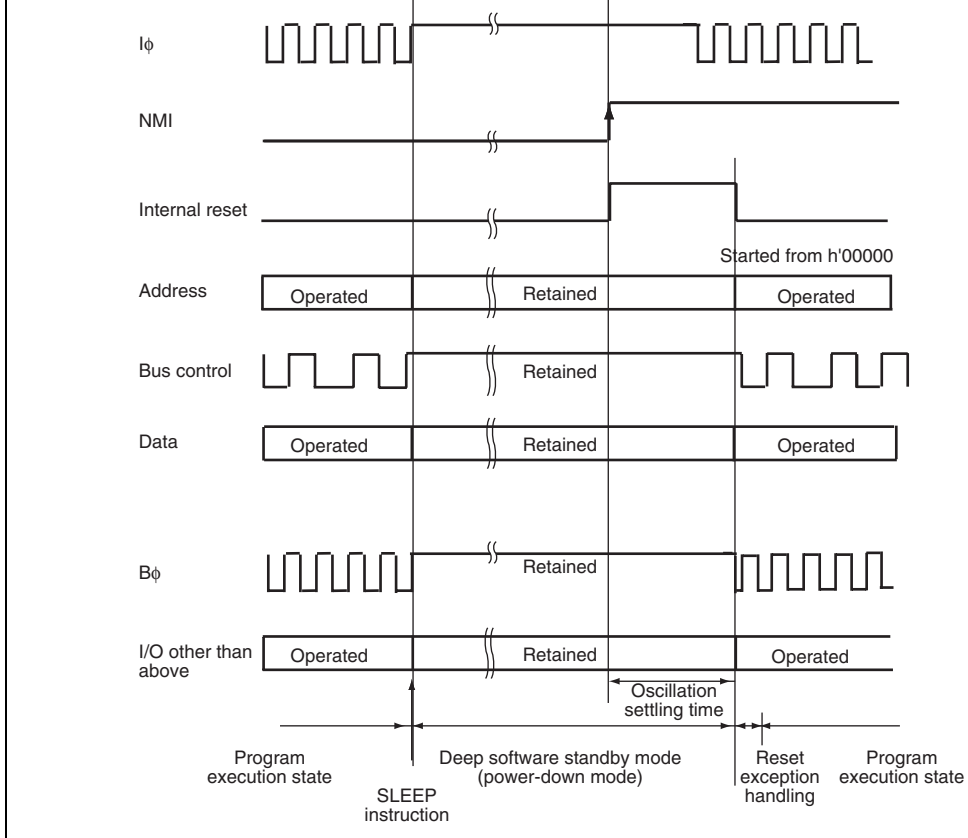 Iϕ
NMI
Internal reset
Started from h'00000
Address
Operated
Retained
Operated
Bus control
Retained
Data
Operated
Retained
Operated
Bϕ
Retained
I/O other than
above
Operated
Retained
Operated
Oscillation
settling time
Program
execution state
Deep software standby mode
(power-down mode)
Reset
exception
handling
Program
execution state
SLEEP
instruction